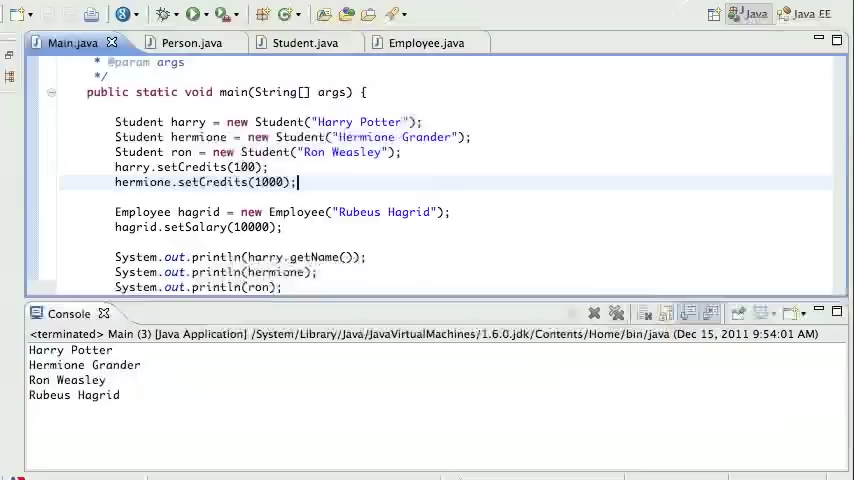 Java
Java EE
Main.java
Person.java
Student.java
Employee.java
* @param args
*/
public static void main(String[] args) {
Student harry = new Student("Harry Potter");
Student hermione = new Student("Hermione Grander");
Student ron = new Student("Ron Weasley");
harry.setCredits(100);
hermione.setCredits(1000);
Employee hagrid = new Employee("Rubeus Hagrid");
hagrid.setSalary(10000);
System.out.println(harry.getName());
System.out.println(hermione);
System.out.println(ron);
Console
<terminated> Main (3) [Java Application] /System/Library/Java/JavaVirtualMachines/1.6.0.jdk/Contents/Home/bin/java (Dec 15, 2011 9:54:01 AM)
Harry Potter
Hermione Grander
Ron Weasley
Rubeus Hagrid